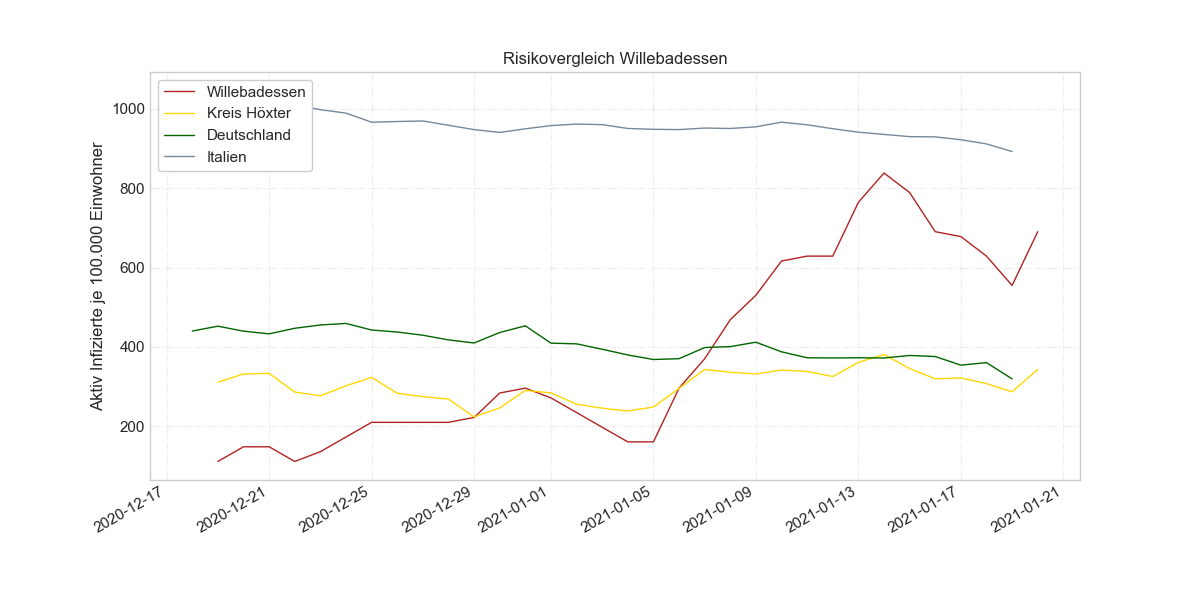 Risikovergleich Willebadessen
Willebadessen
Kreis Höxter
Deutschland
Italien
Aktiv Infizierte je 100.000 Einwohner
1000
800
600
400
200
2020-12-17
2020-12-21
2020-12-25
2020-12-29
2021-01-01
2021-01-05
2021-01-09
2021-01-13
2021-01-17
2021-01-21